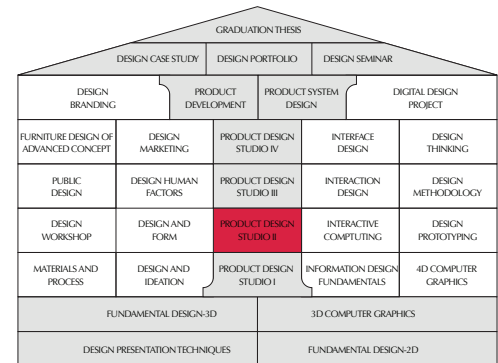 GRADUATION THESIS
DESIGN CASE STUDY
DESIGN PORTFOLIO
DESIGN SEMINAR
DESIGN
BRANDING
PRODUCT
DEVELOPMENT
PRODUCT SYSTEM
DESIGN
DIGITAL DESIGN
PROJECT
FURNITURE DESIGN OF
ADVANCED CONCEPT
DESIGN
MARKETING
PRODUCT DESIGN
STUDIO IV
INTERFACE
DESIGN
DESIGN
THINKING
PUBLIC
DESIGN
DESIGN HUMAN
FACTORS
PRODUCT DESIGN
STUDIO III
INTERACTION
DESIGN
DESIGN
METHODOLOGY
DESIGN
WORKSHOP
DESIGN AND
FORM
PRODUCT DESIGN
STUDIO II
INTERACTIVE
COMPTUTING
DESIGN
PROTOTYPING
MATERIALS AND
PROCESS
DESIGN AND
IDEATION
PRODUCT DESIGN
STUDIO I
INFORMATION DESIGN
FUNDAMENTALS
4D COMPUTER
GRAPHICS
FUNDAMENTAL DESIGN-3D
3D COMPUTER GRAPHICS
DESIGN PRESENTATION TECHNIQUES
FUNDAMENTAL DESIGN-2D